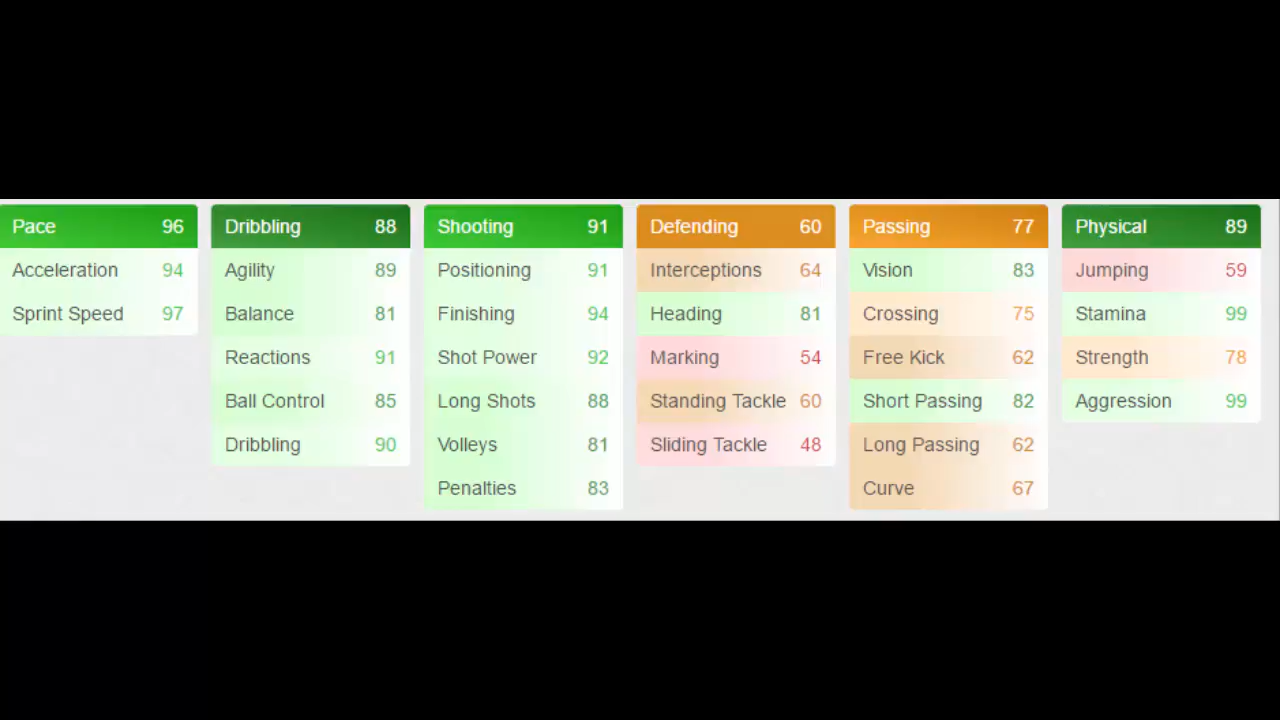 Pace 96
Acceleration 94
Sprint Speed 97
Dribbling 88
Agility 89
Balance 81
Reactions 91
Ball Control 85
Dribbling 90
Shooting 91
Positioning 91
Finishing 94
Shot Power 92
Long Shots 88
Volleys 81
Penalties 83
Defending 60
Interceptions 64
Heading 81
Marking 54
Standing Tackle 60
Sliding Tackle 48
Passing 77
Vision 83
Crossing 75
Free Kick 62
Short Passing 82
Long Passing 62
Curve 67
Physical 89
Jumping 59
Stamina 99
Strength 78
Aggression 99